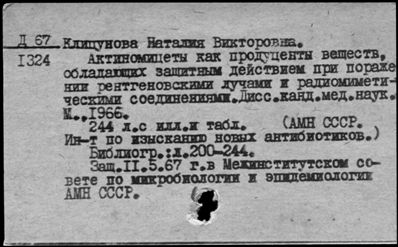 Д 67 Клицунова Наталия Викторовна.
1324 Актиномицеты как продуценты веществ,
обладающих защитным действием при пораже-
нии рентгеновскими лучами и радиомимети-
ческими соединениями. Дисс.канд.мед.наук.
М., 1966.
244 л.с илл.и табл. (АМН СССР.
Ин-т по изысканию новых антибиотиков.)
Библиогр.:л.200-244.
Защ.11.5.67 г.в Межинститутском со-
вете по микробиологии и эпидемиологии
АМН СССР.